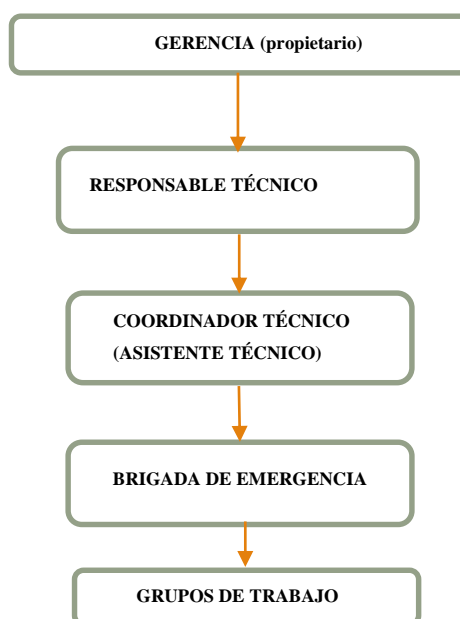 GERENCIA (propietario)
RESPONSABLE TÉCNICO
COORDINADOR TÉCNICO
(ASISTENTE TÉCNICO)
BRIGADA DE EMERGENCIA
GRUPOS DE TRABAJO